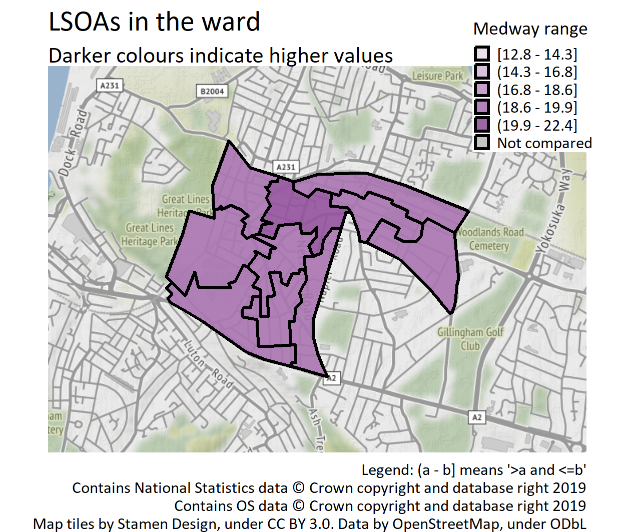 LSOAs in the ward
Darker colours indicate higher values
Medway range
[12.8 - 14.3]
(14.3 - 16.8]
(16.8 - 18.6]
(18.6 - 19.9]
(19.9 - 22.4]
Not compared
Leisure Park
A231
B2004
Dock Road
A231
Great Lines
Heritage Park
Great Lines
Heritage Park
Woodlands Road
Cemetery
Yokosuka Way
Road
Gillingham Golf
Club
Luton Road
A2
A2
Ash Tre
am
tery
Legend: (a - b] means '>a and <=b'
Contains National Statistics data © Crown copyright and database right 2019
Contains OS data © Crown copyright and database right 2019
Map tiles by Stamen Design, under CC BY 3.0. Data by OpenStreetMap, under ODbL